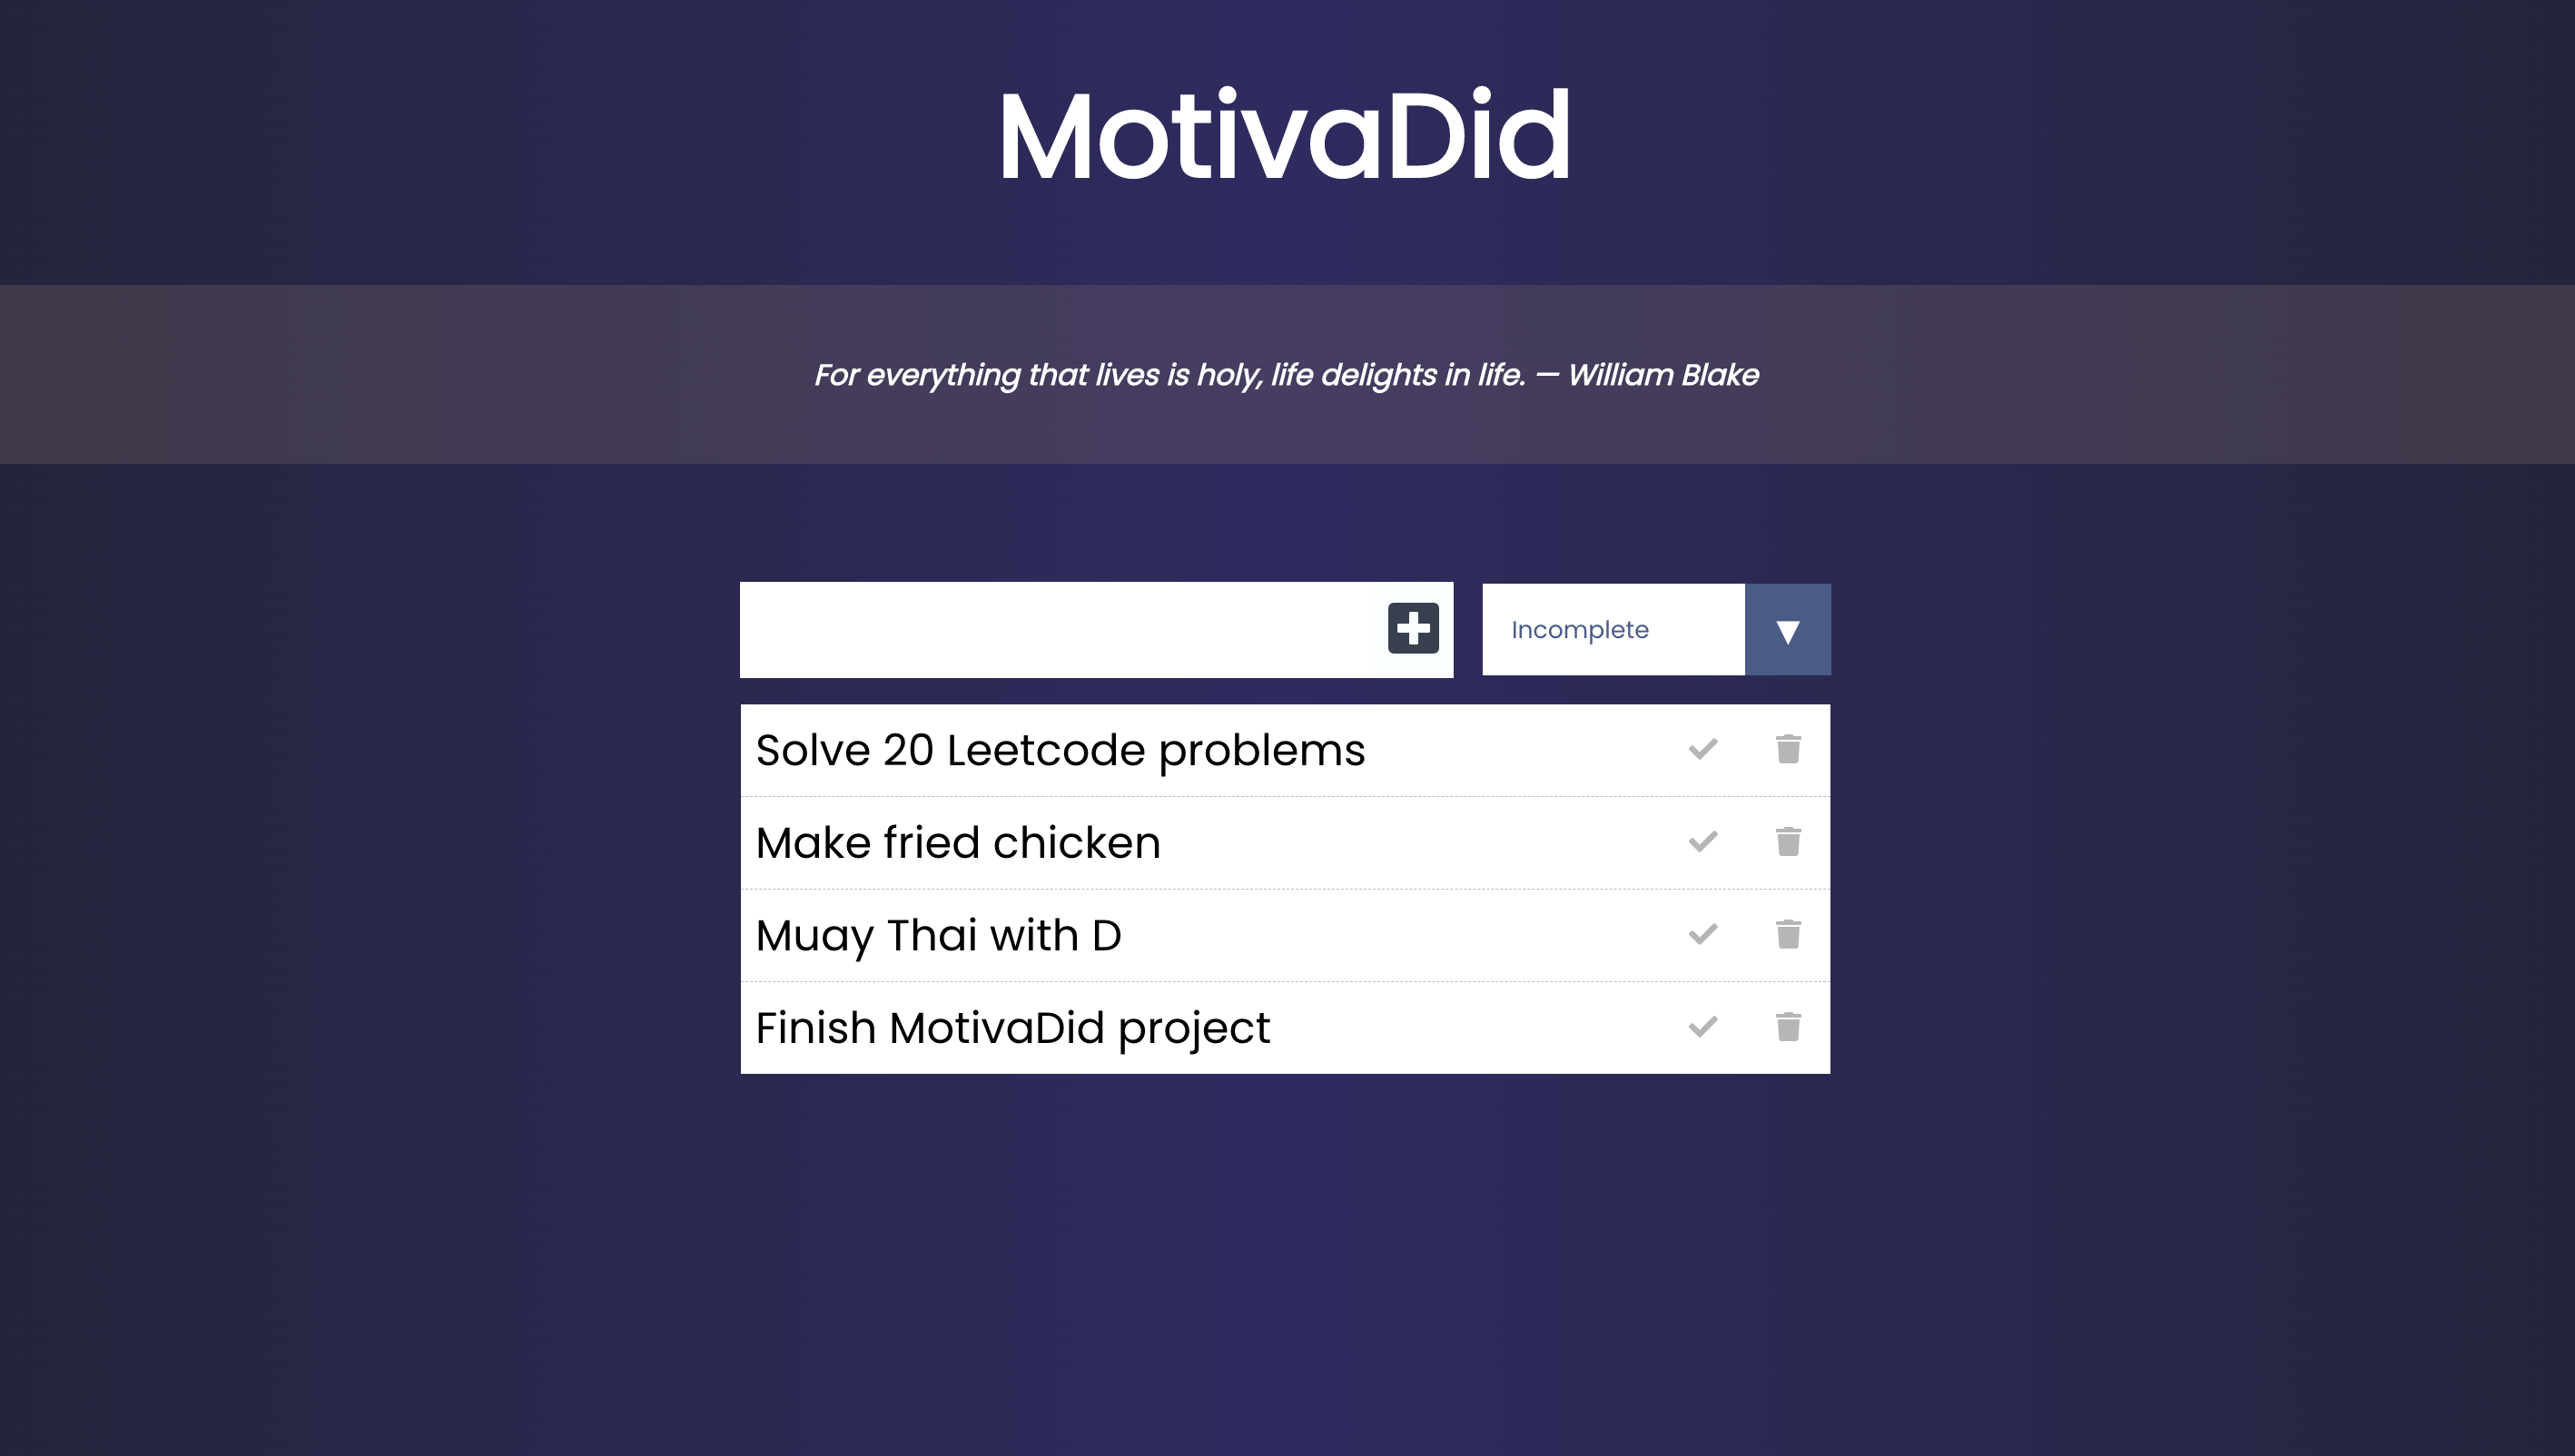 MotivaDid
For everything that lives is holy, life delights in life. — William Blake
Incomplete
Solve 20 Leetcode problems
Make fried chicken
Muay Thai with D
Finish MotivaDid project